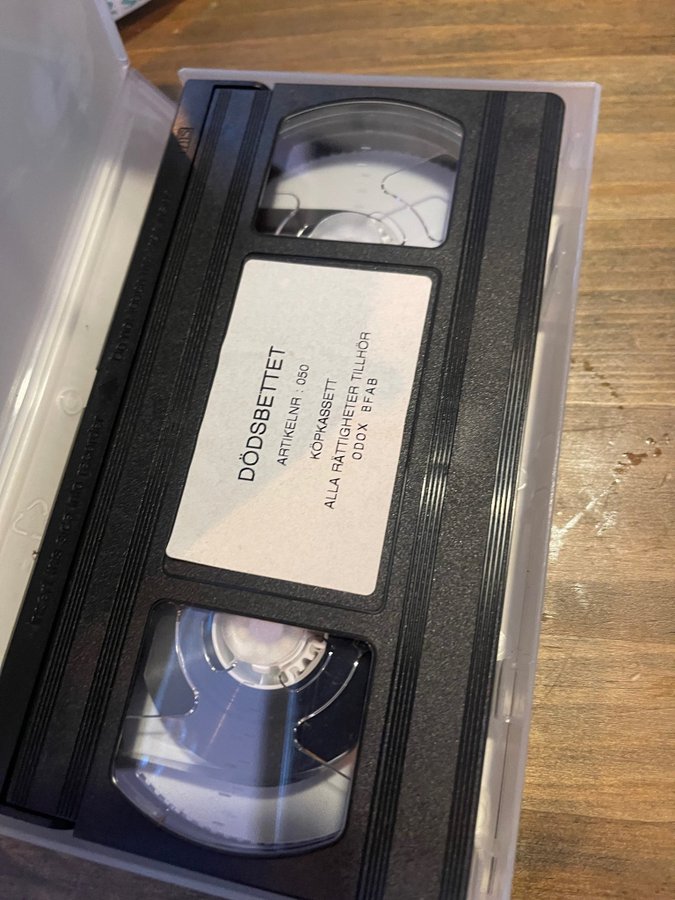 DÖDSBETTET
ARTIKELNR : 050
KÖPKASSETT
ALLA RÄTTIGHETER TILLHÖR
ODOX BFAB